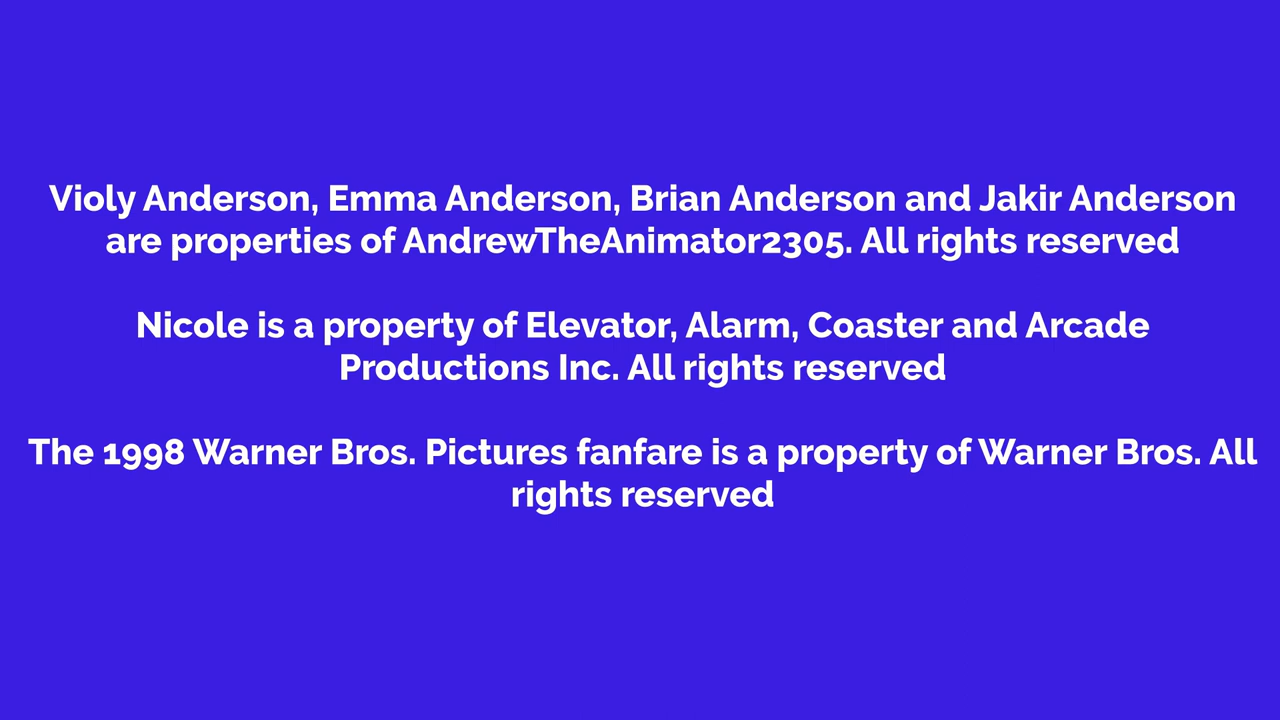 Violy Anderson, Emma Anderson, Brian Anderson and Jakir Anderson
are properties of AndrewTheAnimator2305. All rights reserved
Nicole is a property of Elevator, Alarm, Coaster and Arcade
Productions Inc. All rights reserved
The 1998 Warner Bros. Pictures fanfare is a property of Warner Bros. All
rights reserved